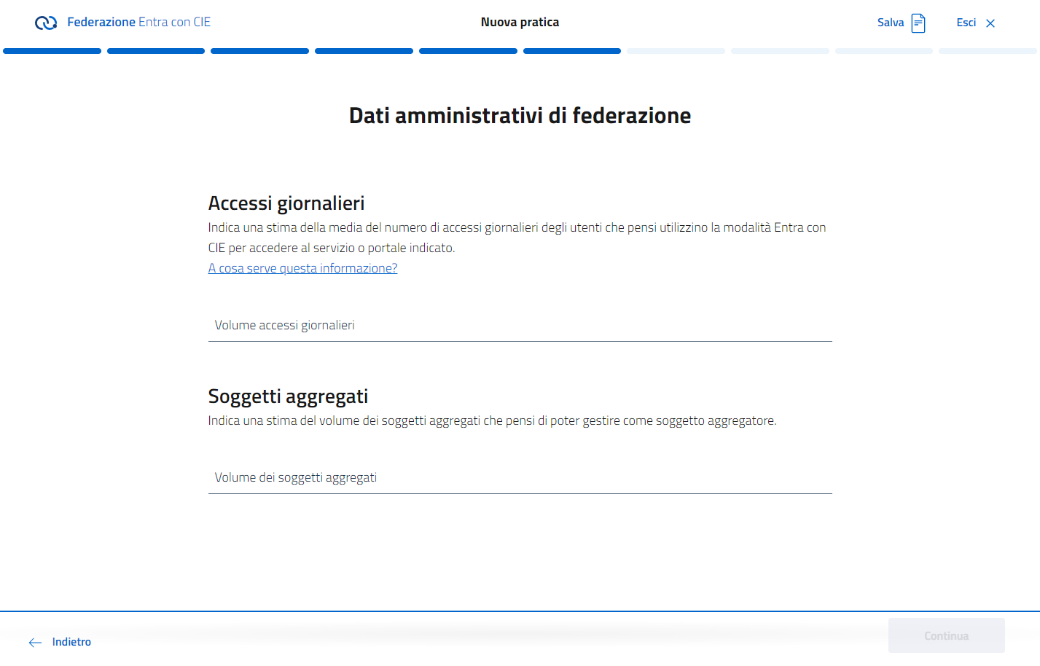 Federazione Entra con CIE
Nuova pratica
Salva
Esci
Dati amministrativi di federazione
Accessi giornalieri
Indica una stima della media del numero di accessi giornalieri degli utenti che pensi utilizzino la modalità Entra con
CIE per accedere al servizio o portale indicato.
A cosa serve questa informazione?
Volume accessi giornalieri
Soggetti aggregati
Indica una stima del volume dei soggetti aggregati che pensi di poter gestire come soggetto aggregatore.
Volume dei soggetti aggregati
Indietro
Continua